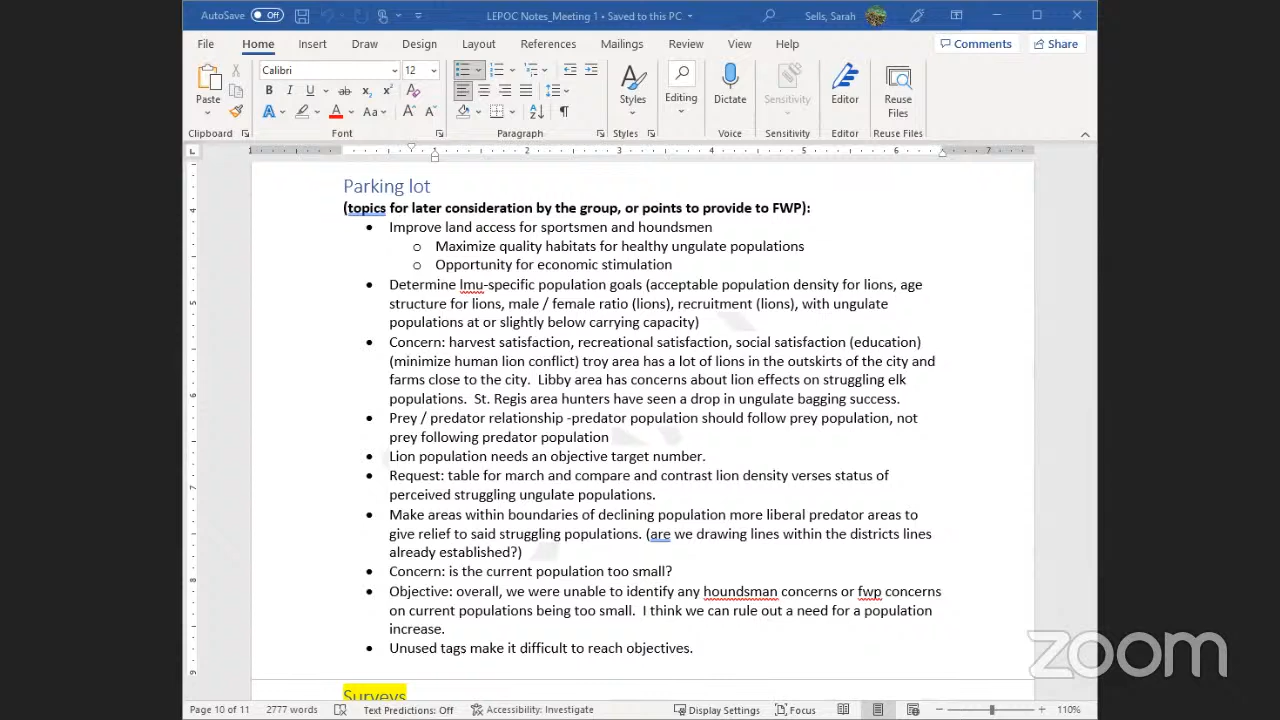 AutoSave Off LEPOC Notes_Meeting 1 • Saved to this PC Sells, Sarah
File Home Insert Draw Design Layout References Mailings Review View Help Comments Share
Calibri 12
Paste Styles Editing Dictate Sensitivity Editor Reuse Files
Clipboard Font Paragraph Styles Voice Sensitivity Editor Reuse Files
1 1 2 3 4 5 6 7
Parking lot
(topics for later consideration by the group, or points to provide to FWP):
• Improve land access for sportsmen and houndsmen
o Maximize quality habitats for healthy ungulate populations
o Opportunity for economic stimulation
• Determine lmu-specific population goals (acceptable population density for lions, age
structure for lions, male / female ratio (lions), recruitment (lions), with ungulate
populations at or slightly below carrying capacity)
• Concern: harvest satisfaction, recreational satisfaction, social satisfaction (education)
(minimize human lion conflict) troy area has a lot of lions in the outskirts of the city and
farms close to the city.  Libby area has concerns about lion effects on struggling elk
populations.  St. Regis area hunters have seen a drop in ungulate bagging success.
• Prey / predator relationship -predator population should follow prey population, not
prey following predator population
• Lion population needs an objective target number.
• Request: table for march and compare and contrast lion density verses status of
perceived struggling ungulate populations.
• Make areas within boundaries of declining population more liberal predator areas to
give relief to said struggling populations. (are we drawing lines within the districts lines
already established?)
• Concern: is the current population too small?
• Objective: overall, we were unable to identify any houndsman concerns or fwp concerns
on current populations being too small.  I think we can rule out a need for a population
increase.
• Unused tags make it difficult to reach objectives.
Surveys
zoom
Page 10 of 11 2777 words Text Predictions: Off Accessibility: Investigate Display Settings Focus 110%